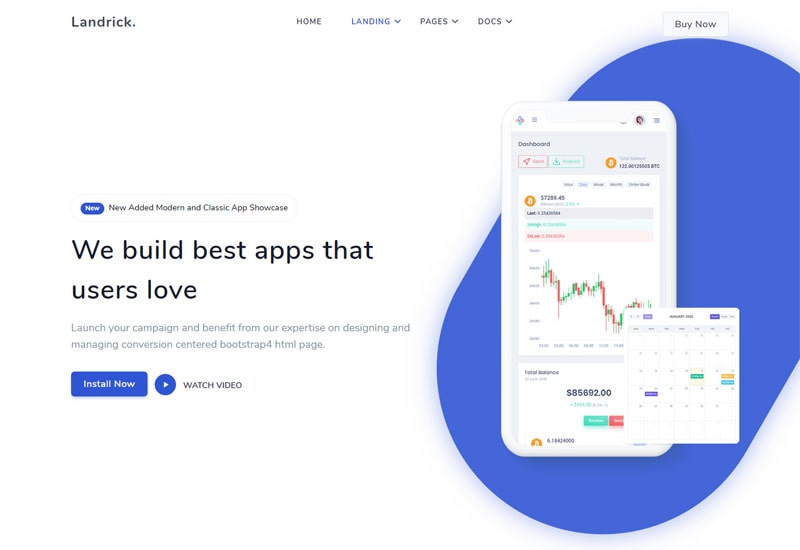 Landrick.
HOME
LANDING
PAGES
DOCS
Buy Now
New
New Added Modern and Classic App Showcase
We build best apps that
users love
Launch your campaign and benefit from our expertise on designing and
managing conversion centered bootstrap4 html page.
Install Now
WATCH VIDEO
Dashboard
Send
Request
Total balance
122.00125503 BTC
Hour
Day
Week
Month
Order Book
$7289.45
Last: 0.25436584
Total Balance
$85692.00
6.18424000
JANUARY 2020